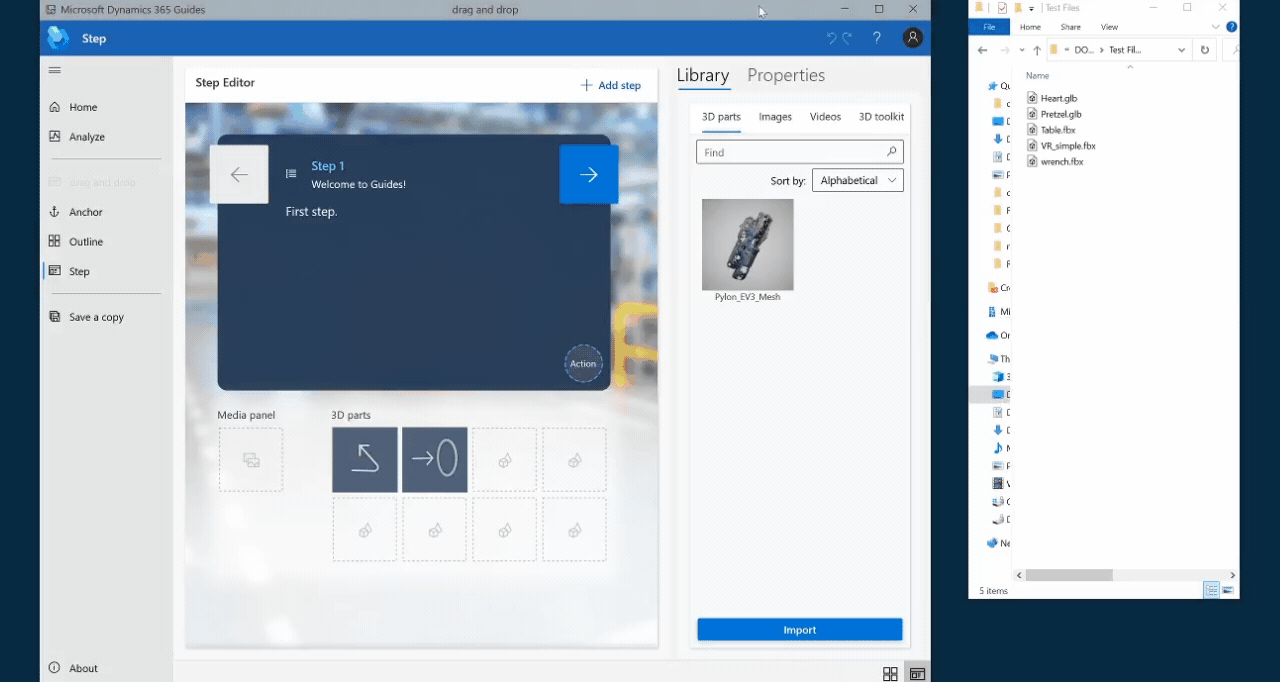 Microsoft Dynamics 365 Guides
drag and drop
Step
Home
Analyze
drag and drop
Anchor
Outline
Step
Save a copy
About
Step Editor
Add step
Step 1
Welcome to Guides!
First step.
Action
Media panel
3D parts
Library
Properties
3D parts
Images
Videos
3D toolkit
Find
Sort by:
Alphabetical
Pylon_EV3_Mesh
Import
Test Files
File
Home
Share
View
DO...
Test Fil...
Name
Heart.glb
Pretzel.glb
Table.fbx
VR_simple.fbx
wrench.fbx
5 items